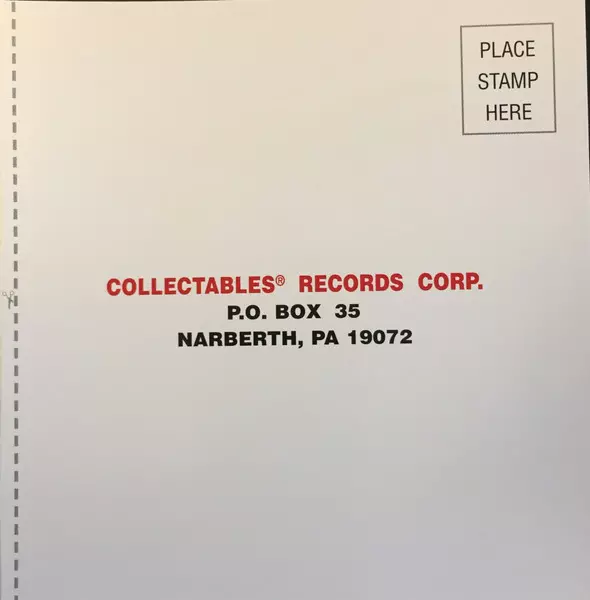 PLACE
STAMP
HERE
COLLECTABLES® RECORDS CORP.
P.O. BOX 35
NARBERTH, PA 19072